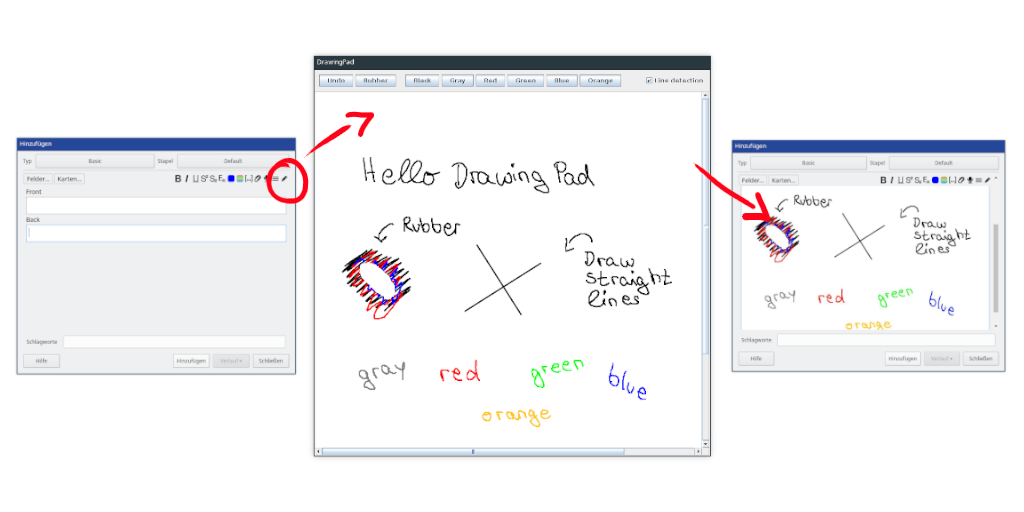 Hinzufügen
Typ Basic Stapel Default
Felder... Karten...
Front
Back
Schlagworte
Hilfe Hinzufügen Verlauf Schließen
DrawingPad
Undo Rubber Black Gray Red Green Blue Orange Line detection
Hello Drawing Pad
Rubber
Draw
straight
lines
gray red green blue
orange
Hinzufügen
Typ Basic Stapel Default
Felder... Karten...
Rubber
Draw
straight
lines
gray red green blue
orange
Schlagworte
Hilfe Hinzufügen Verlauf Schließen